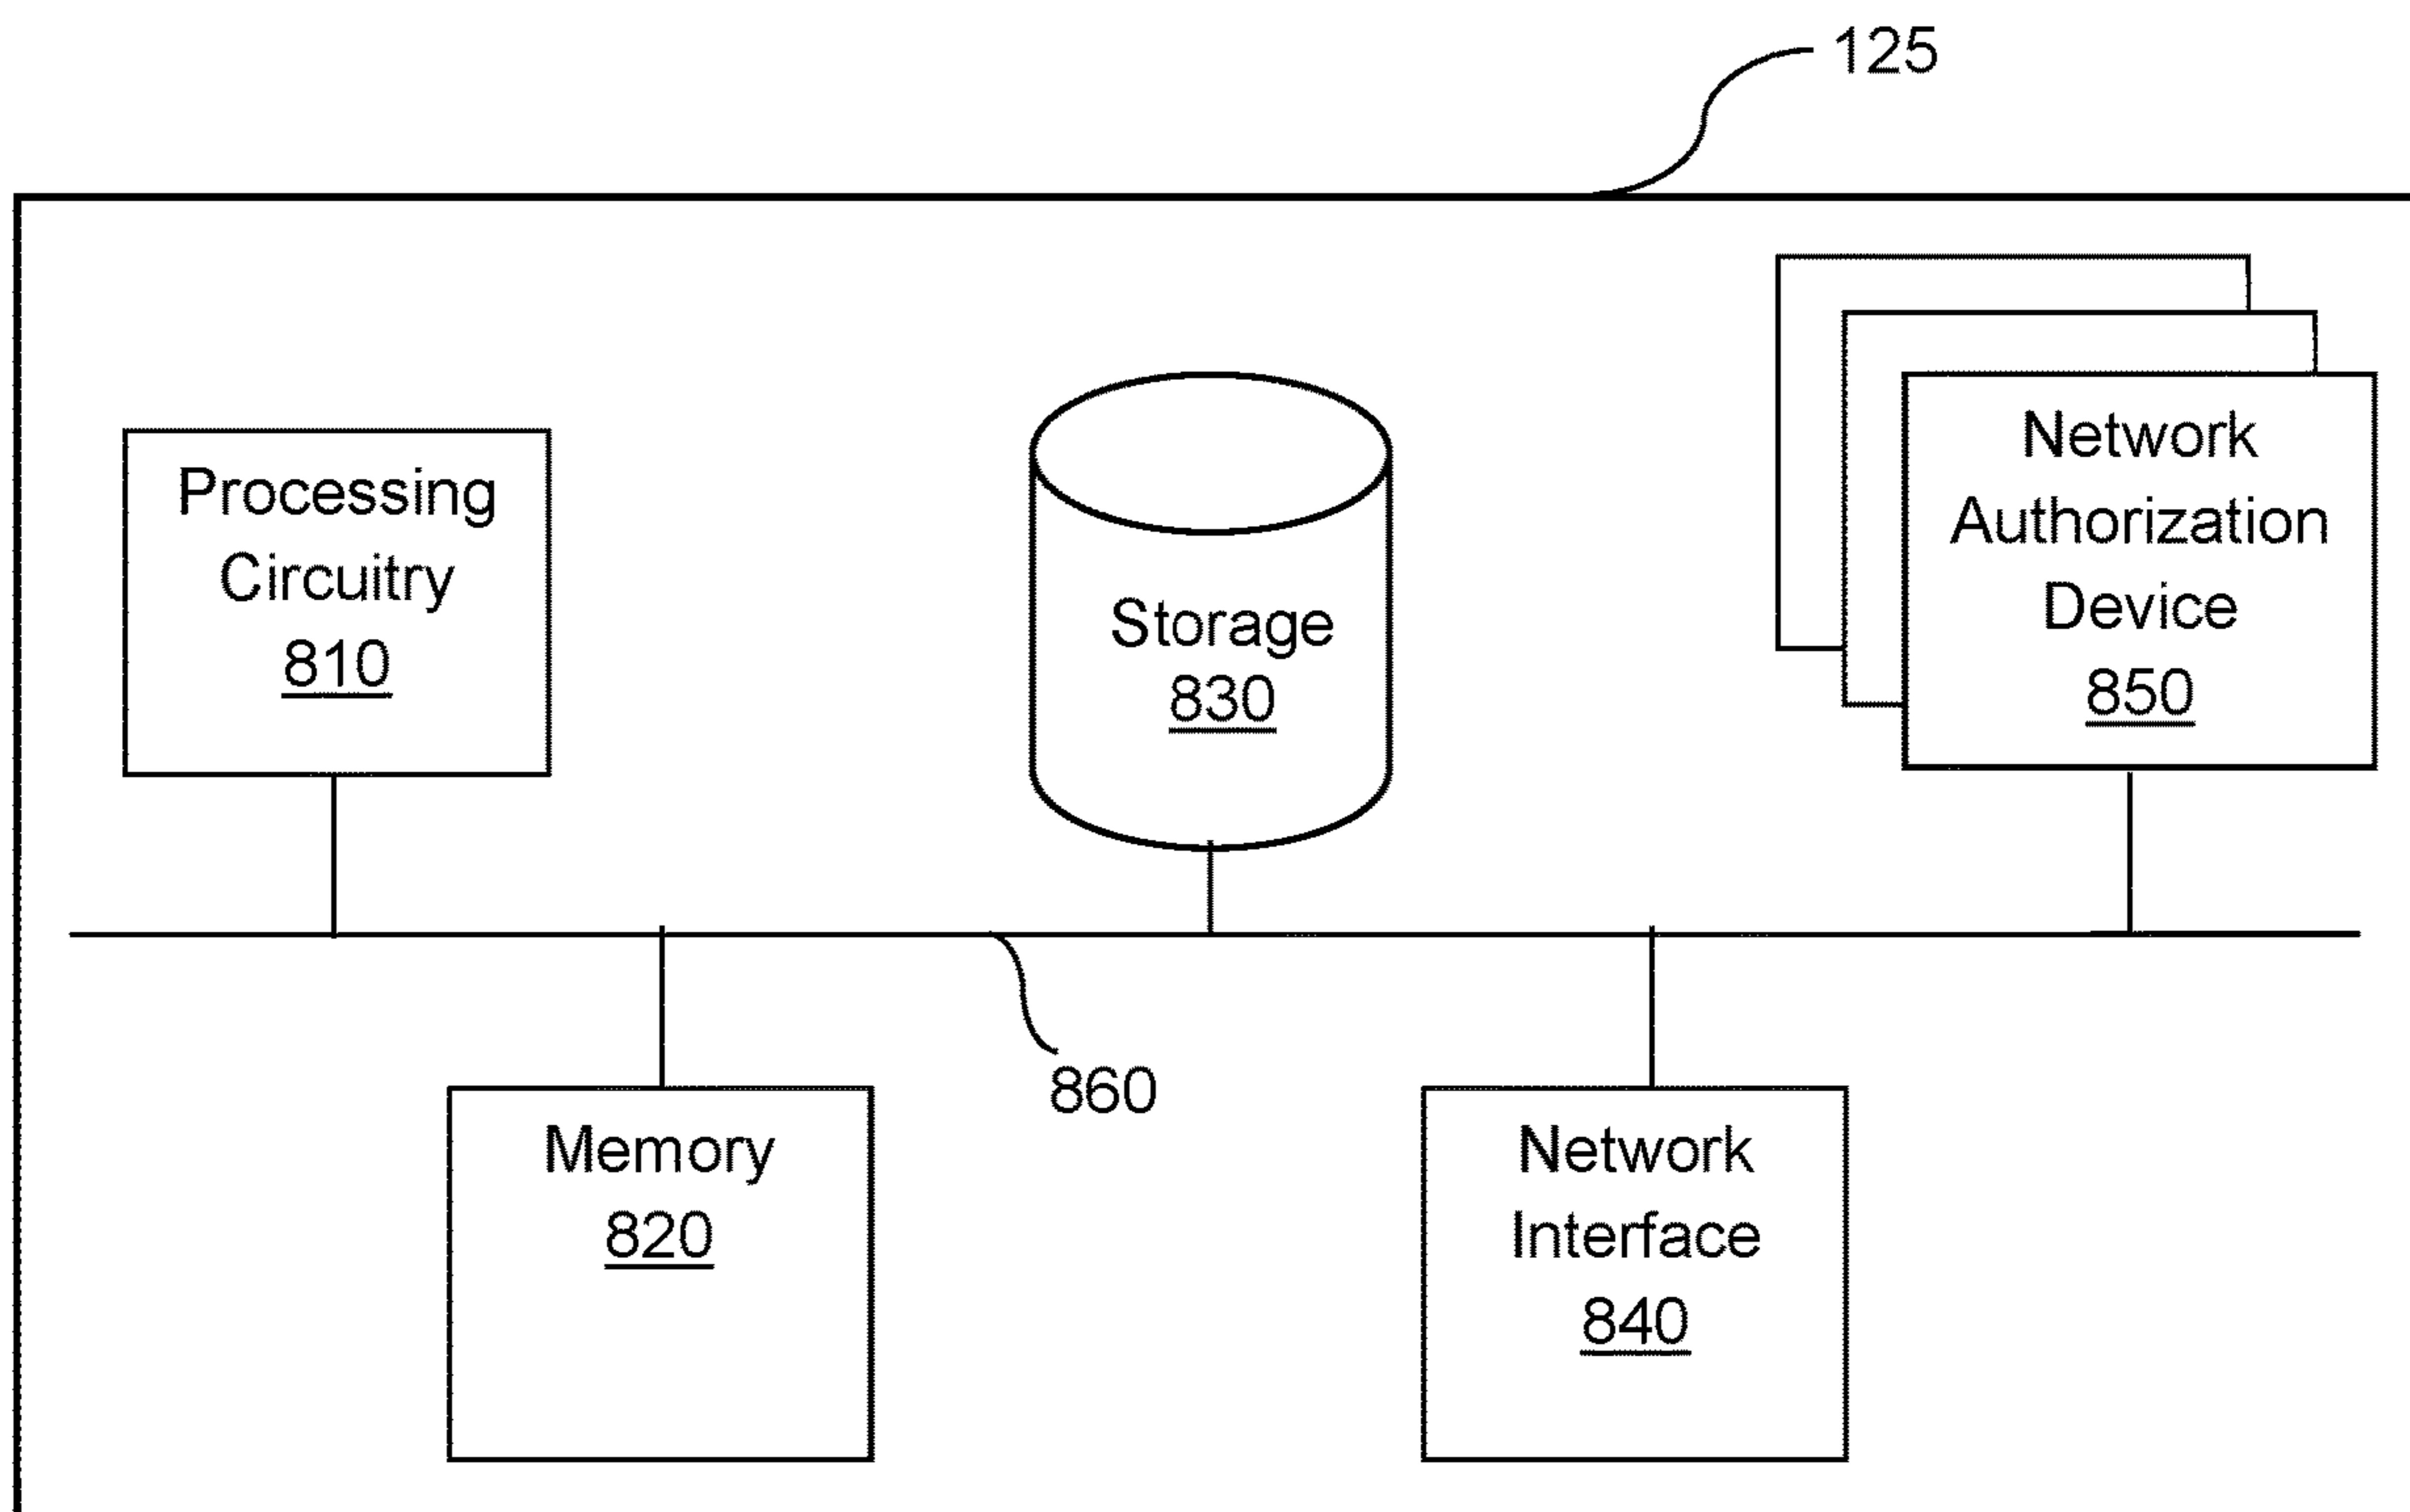 125
Processing
Circuitry
810
Storage
830
Network
Authorization
Device
850
860
Memory
820
Network
Interface
840